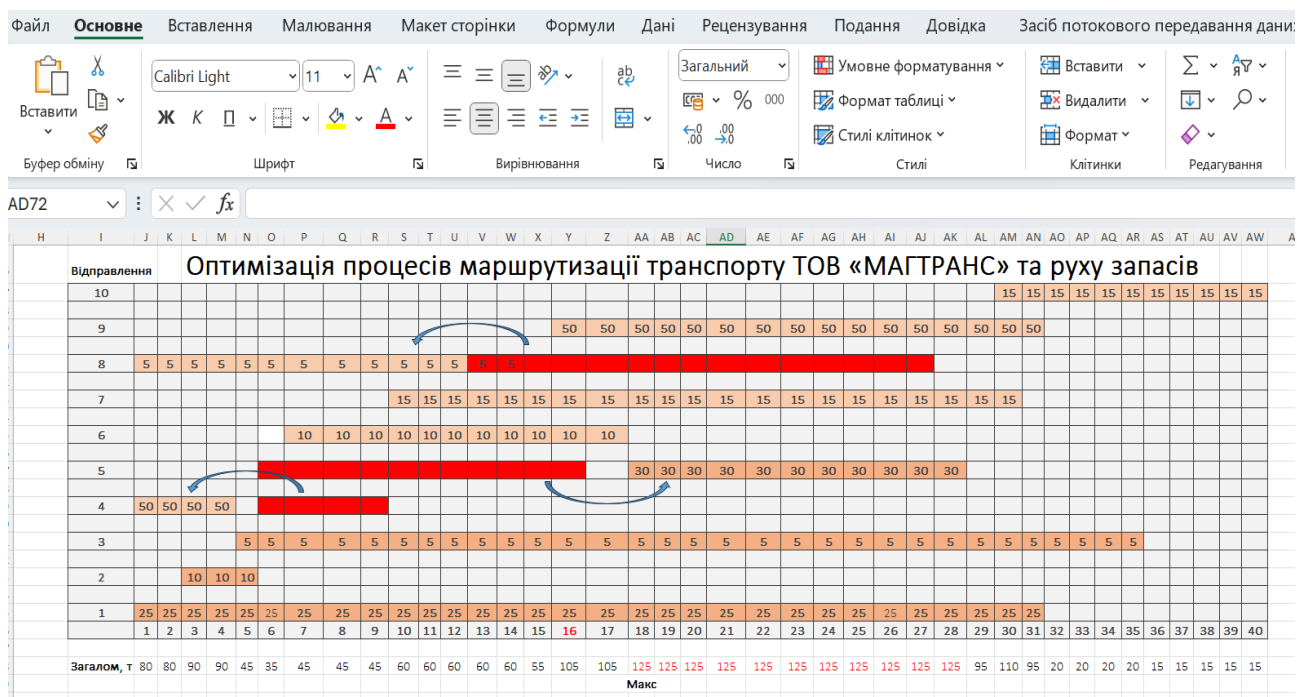 Файл Основне Вставлення Малювання Макет сторінки Формули Дані Рецензування Подання Довідка Засіб потокового передавання дани
Calibri Light 11 Загальний Умовне форматування Вставити
Вставити Формат таблиці Видалити
Ж К П А Стилі клітинок Формат
Буфер обміну Шрифт Вирівнювання Число Стилі Клітинки Редагування
AD72 fx
H I J K L M N O P Q R S T U V W X Y Z AA AB AC AD AE AF AG AH AI AJ AK AL AM AN AO AP AQ AR AS AT AU AV AW
Відправлення Оптимізація процесів маршрутизації транспорту ТОВ «МАГТРАНС» та руху запасів
10 15 15 15 15 15 15 15 15 15 15 15
9 50 50 50 50 50 50 50 50 50 50 50 50 50 50 50 50
8 5 5 5 5 5 5 5 5 5 5 5 5 5 5
7 15 15 15 15 15 15 15 15 15 15 15 15 15 15 15 15 15 15 15 15 15
6 10 10 10 10 10 10 10 10 10 10 10
5 30 30 30 30 30 30 30 30 30 30 30
4 50 50 50 50
3 5 5 5 5 5 5 5 5 5 5 5 5 5 5 5 5 5 5 5 5 5 5 5 5 5 5 5 5 5 5 5
2 10 10 10
1 25 25 25 25 25 25 25 25 25 25 25 25 25 25 25 25 25 25 25 25 25 25 25 25 25 25 25 25 25 25 25
1 2 3 4 5 6 7 8 9 10 11 12 13 14 15 16 17 18 19 20 21 22 23 24 25 26 27 28 29 30 31 32 33 34 35 36 37 38 39 40
Загалом, т 80 80 90 90 45 35 45 45 45 60 60 60 60 60 55 105 105 125 125 125 125 125 125 125 125 125 125 125 95 110 95 20 20 20 20 15 15 15 15 15
Макс